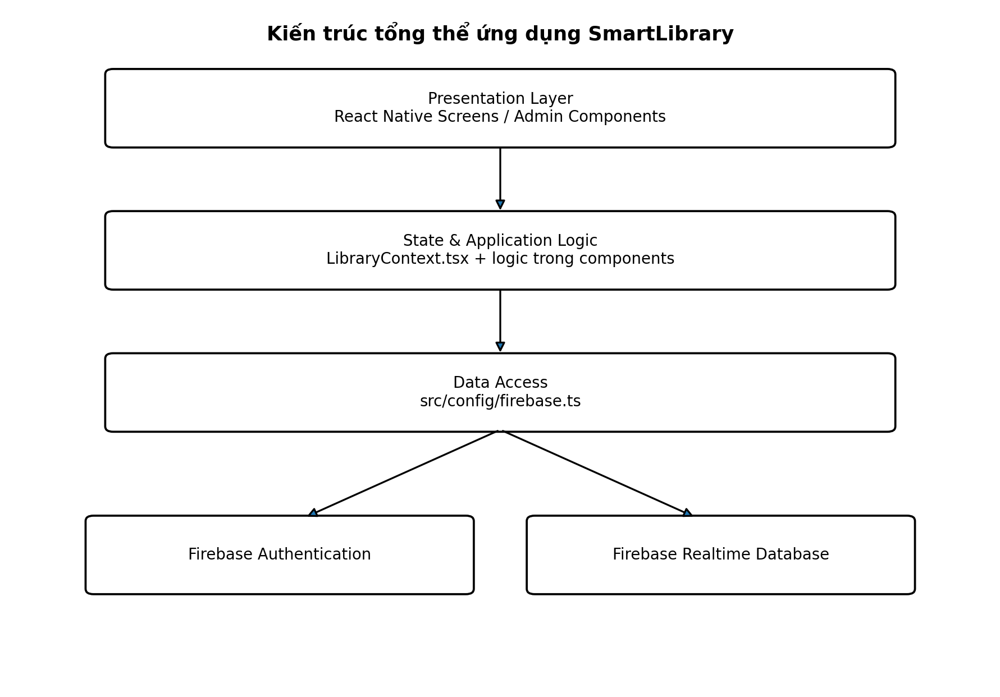 Kiến trúc tổng thể ứng dụng SmartLibrary
Presentation Layer
React Native Screens / Admin Components
State & Application Logic
LibraryContext.tsx + logic trong components
Data Access
src/config/firebase.ts
Firebase Authentication
Firebase Realtime Database